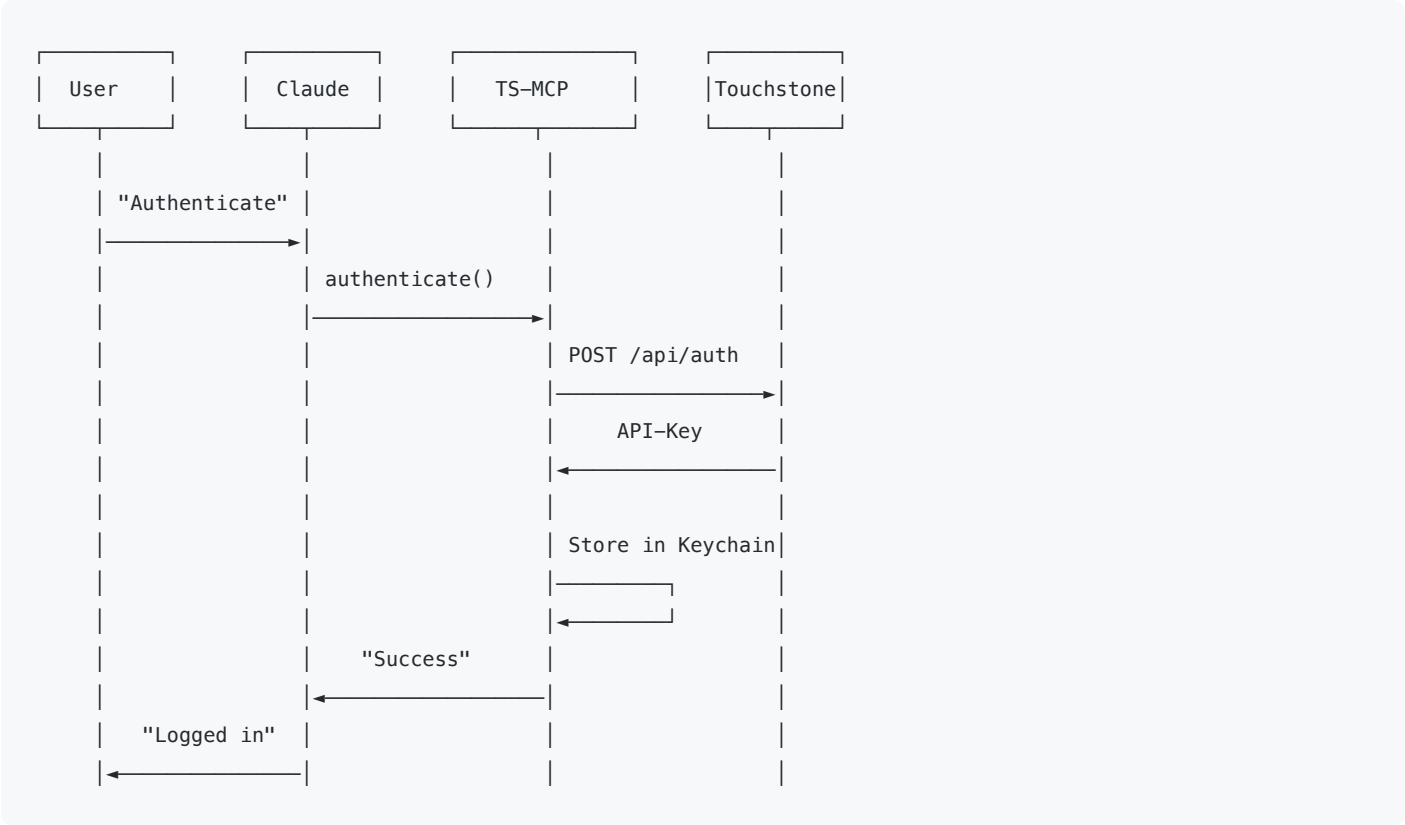 User Claude TS-MCP Touchstone
"Authenticate"
authenticate()
POST /api/auth
API-Key
Store in Keychain
"Success"
"Logged in"